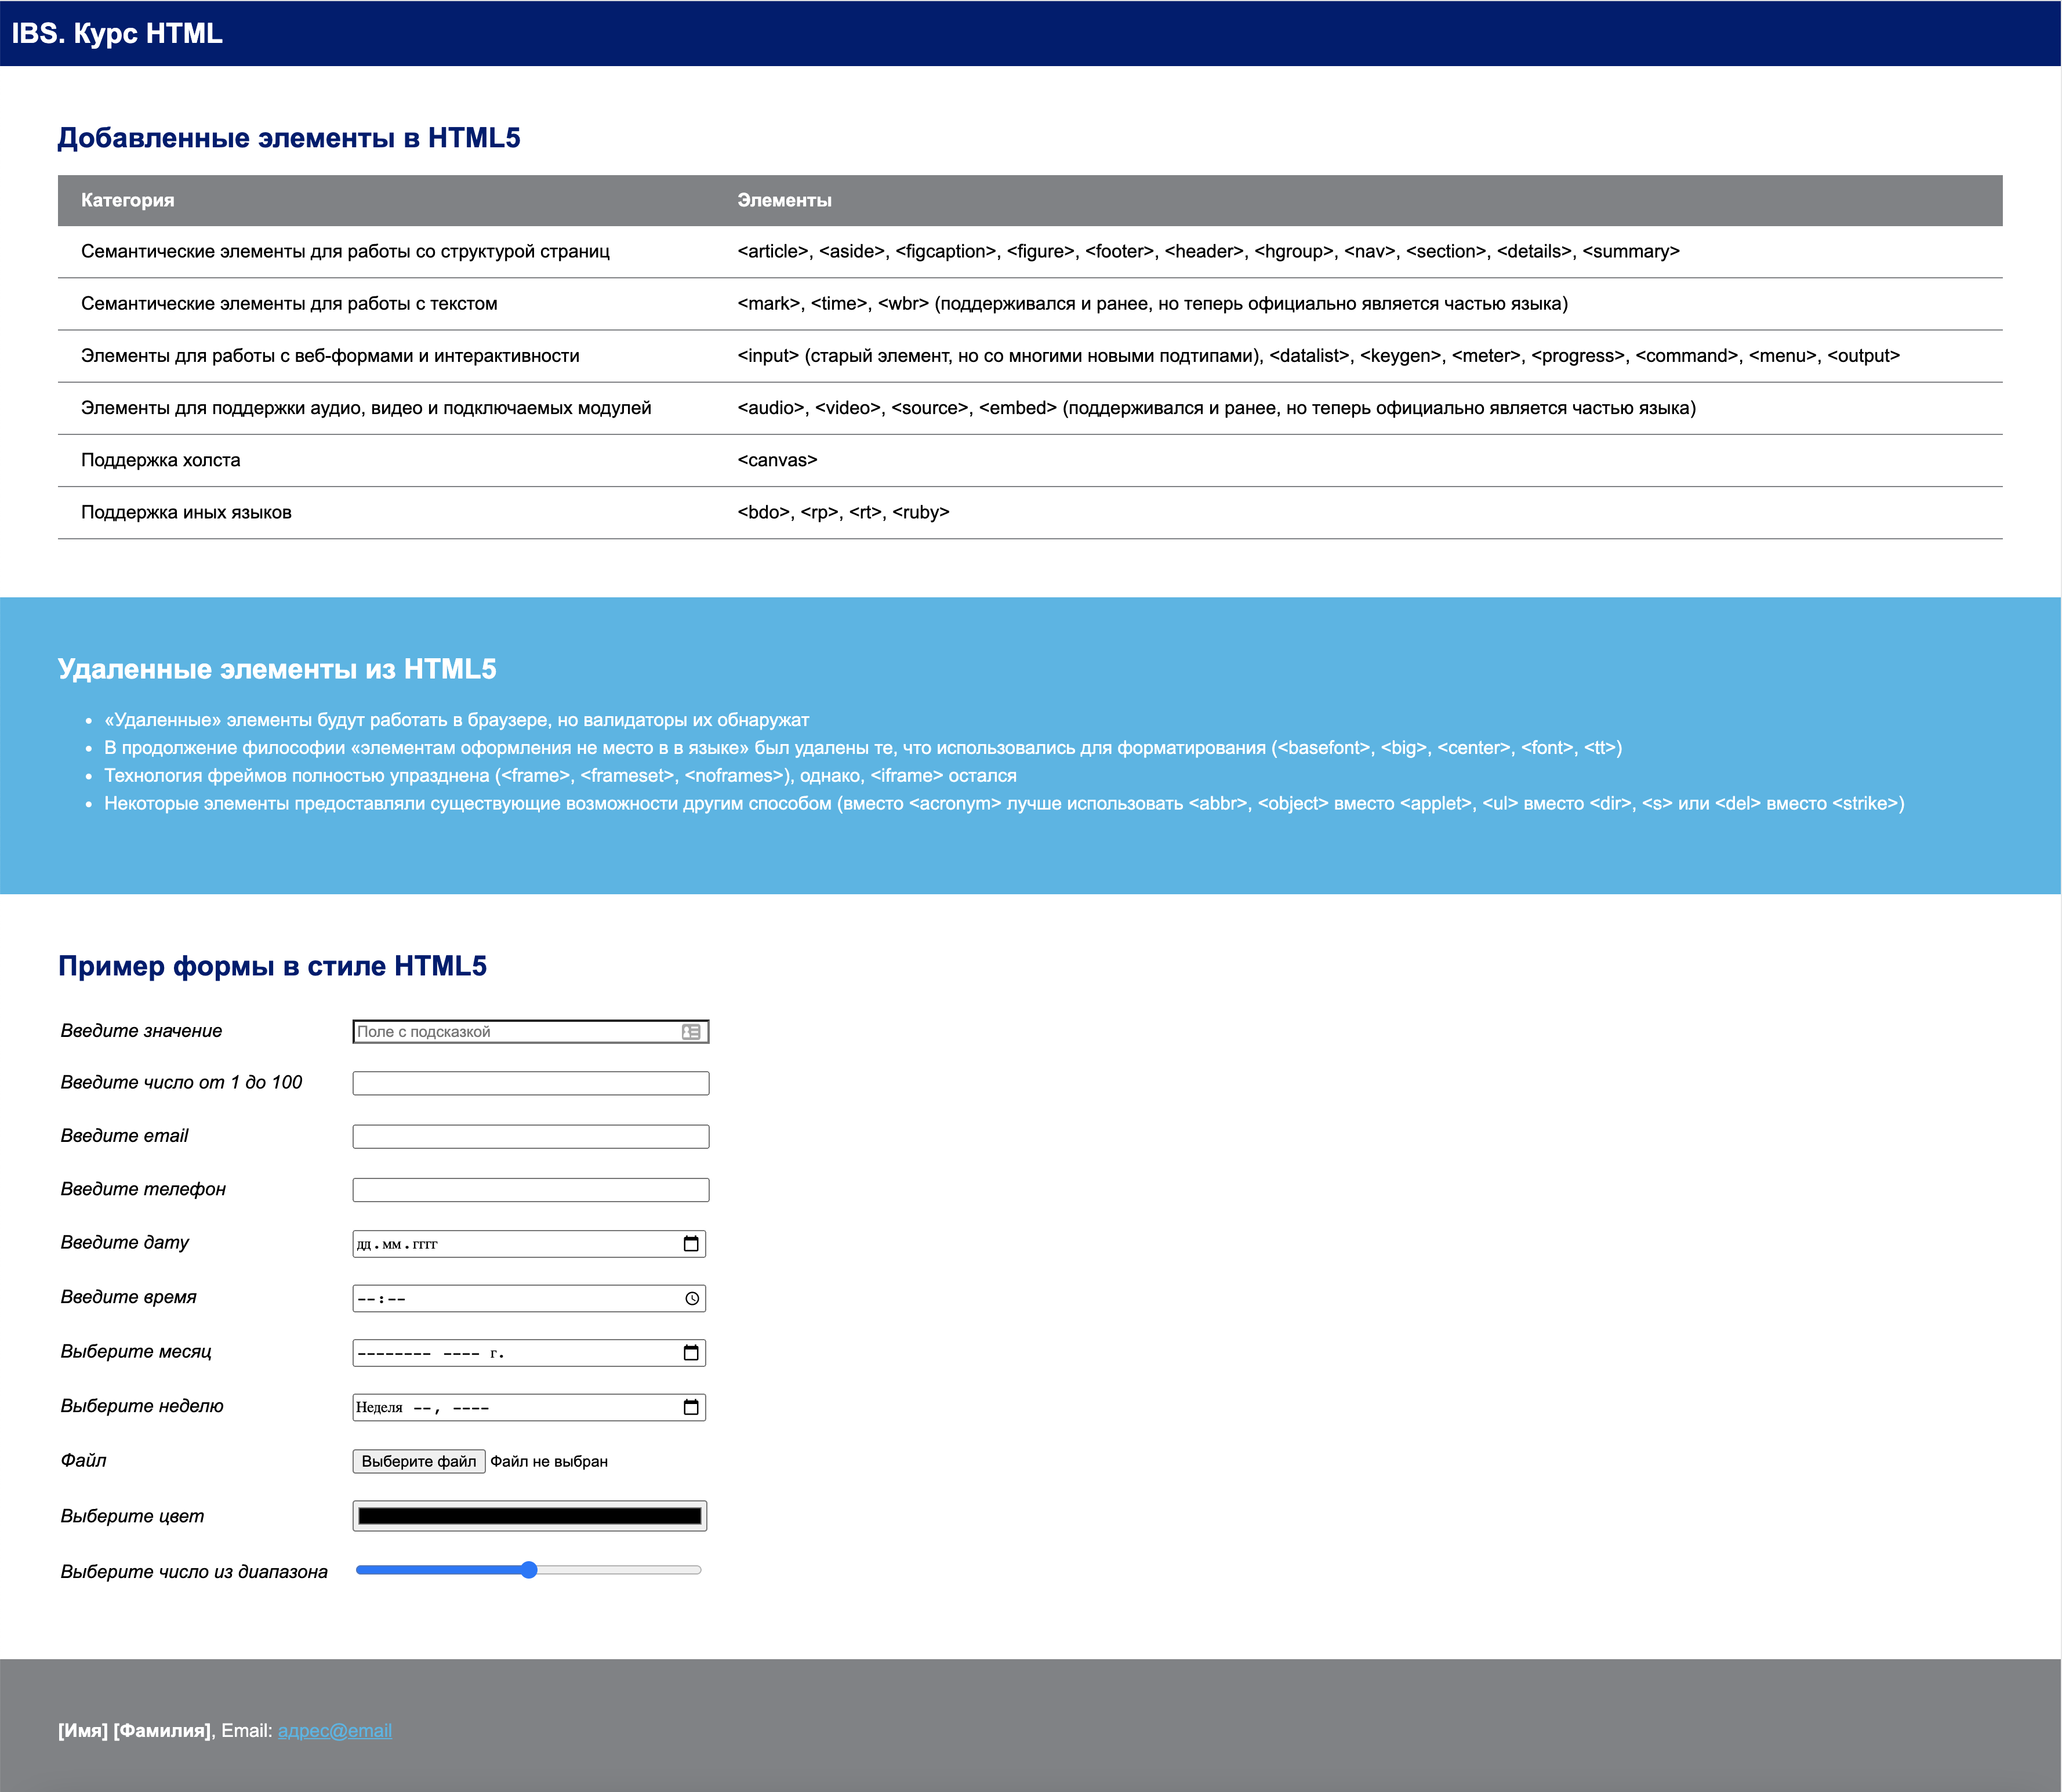 IBS. Курс HTML
Добавленные элементы в HTML5
Категория Элементы
Семантические элементы для работы со структурой страниц <article>, <aside>, <figcaption>, <figure>, <footer>, <header>, <hgroup>, <nav>, <section>, <details>, <summary>
Семантические элементы для работы с текстом <mark>, <time>, <wbr> (поддерживался и ранее, но теперь официально является частью языка)
Элементы для работы с веб-формами и интерактивности <input> (старый элемент, но со многими новыми подтипами), <datalist>, <keygen>, <meter>, <progress>, <command>, <menu>, <output>
Элементы для поддержки аудио, видео и подключаемых модулей <audio>, <video>, <source>, <embed> (поддерживался и ранее, но теперь официально является частью языка)
Поддержка холста <canvas>
Поддержка иных языков <bdo>, <rp>, <rt>, <ruby>
Удаленные элементы из HTML5
• «Удаленные» элементы будут работать в браузере, но валидаторы их обнаружат
• В продолжение философии «элементам оформления не место в в языке» был удалены те, что использовались для форматирования (<basefont>, <big>, <center>, <font>, <tt>)
• Технология фреймов полностью упразднена (<frame>, <frameset>, <noframes>), однако, <iframe> остался
• Некоторые элементы предоставляли существующие возможности другим способом (вместо <acronym> лучше использовать <abbr>, <object> вместо <applet>, <ul> вместо <dir>, <s> или <del> вместо <strike>)
Пример формы в стиле HTML5
Введите значение Поле с подсказкой
Введите число от 1 до 100
Введите email
Введите телефон
Введите дату дд.мм.гггг
Введите время --:--
Выберите месяц -------- ---- г.
Выберите неделю Неделя --, ----
Файл Выберите файл Файл не выбран
Выберите цвет
Выберите число из диапазона
[Имя] [Фамилия], Email: адрес@email